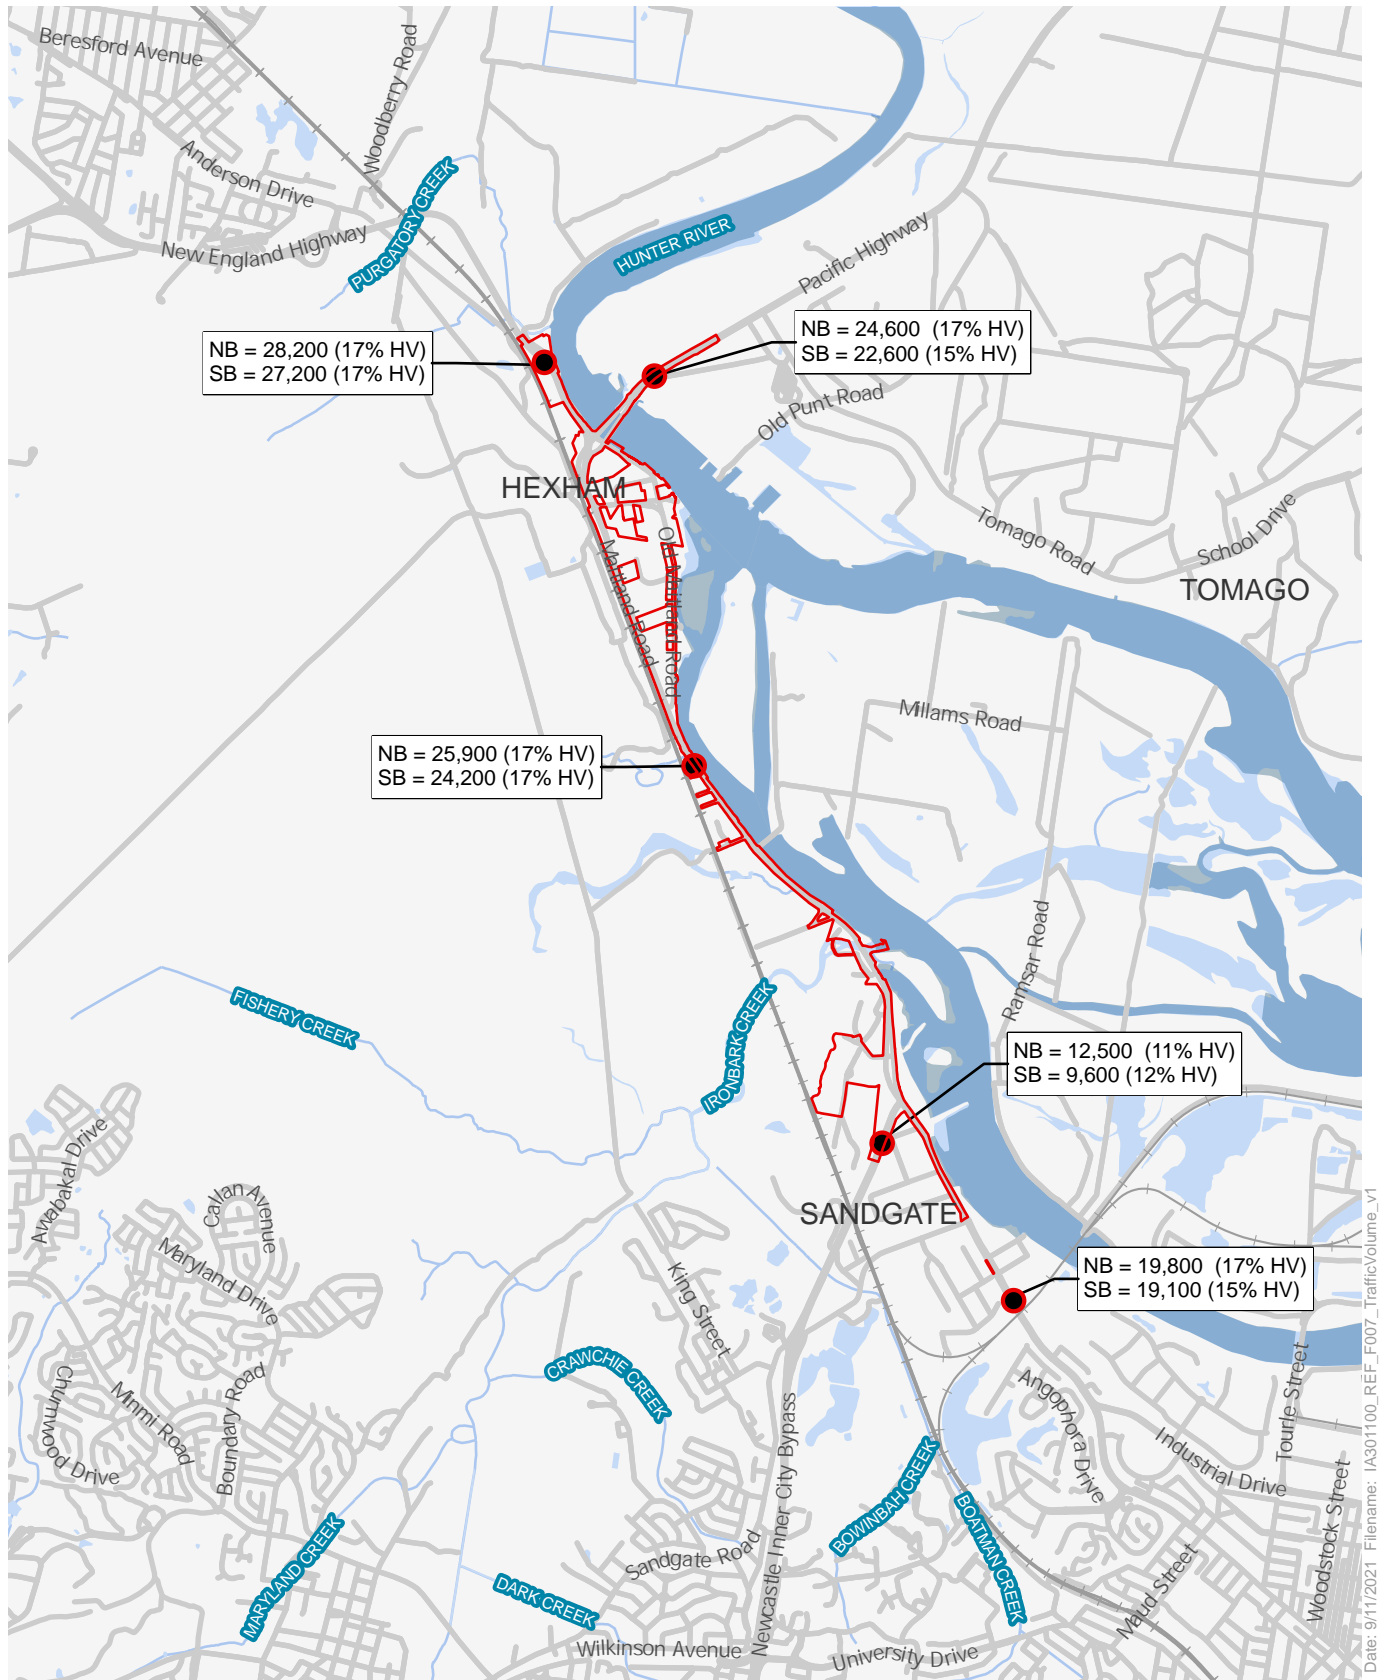 Beresford Avenue
Woodberry Road
Anderson Drive
PURGATORY CREEK
New England Highway
HUNTER RIVER
Pacific Highway
NB = 28,200 (17% HV)
SB = 27,200 (17% HV)
NB = 24,600 (17% HV)
SB = 22,600 (15% HV)
Old Punt Road
HEXHAM
Tomago Road
School Drive
TOMAGO
Maitland Road
Old Maitland Road
Millams Road
NB = 25,900 (17% HV)
SB = 24,200 (17% HV)
Ramsar Road
FISHERY CREEK
IRONBARK CREEK
NB = 12,500 (11% HV)
SB = 9,600 (12% HV)
Awabakal Drive
Callan Avenue
SANDGATE
Maryland Drive
King Street
NB = 19,800 (17% HV)
SB = 19,100 (15% HV)
CRAWCHIE CREEK
Chunnwood Drive
Minmi Road
Boundary Road
Angophora Drive
Tourle Street
Industrial Drive
Newcastle Inner City Bypass
BOWINBAH CREEK
BOATMAN CREEK
Woodstock Street
MARYLAND CREEK
Sandgate Road
DARK CREEK
Maud Street
Wilkinson Avenue
University Drive
Date: 9/11/2021 Filename: IA301100_REF_F007_TrafficVolume_v1